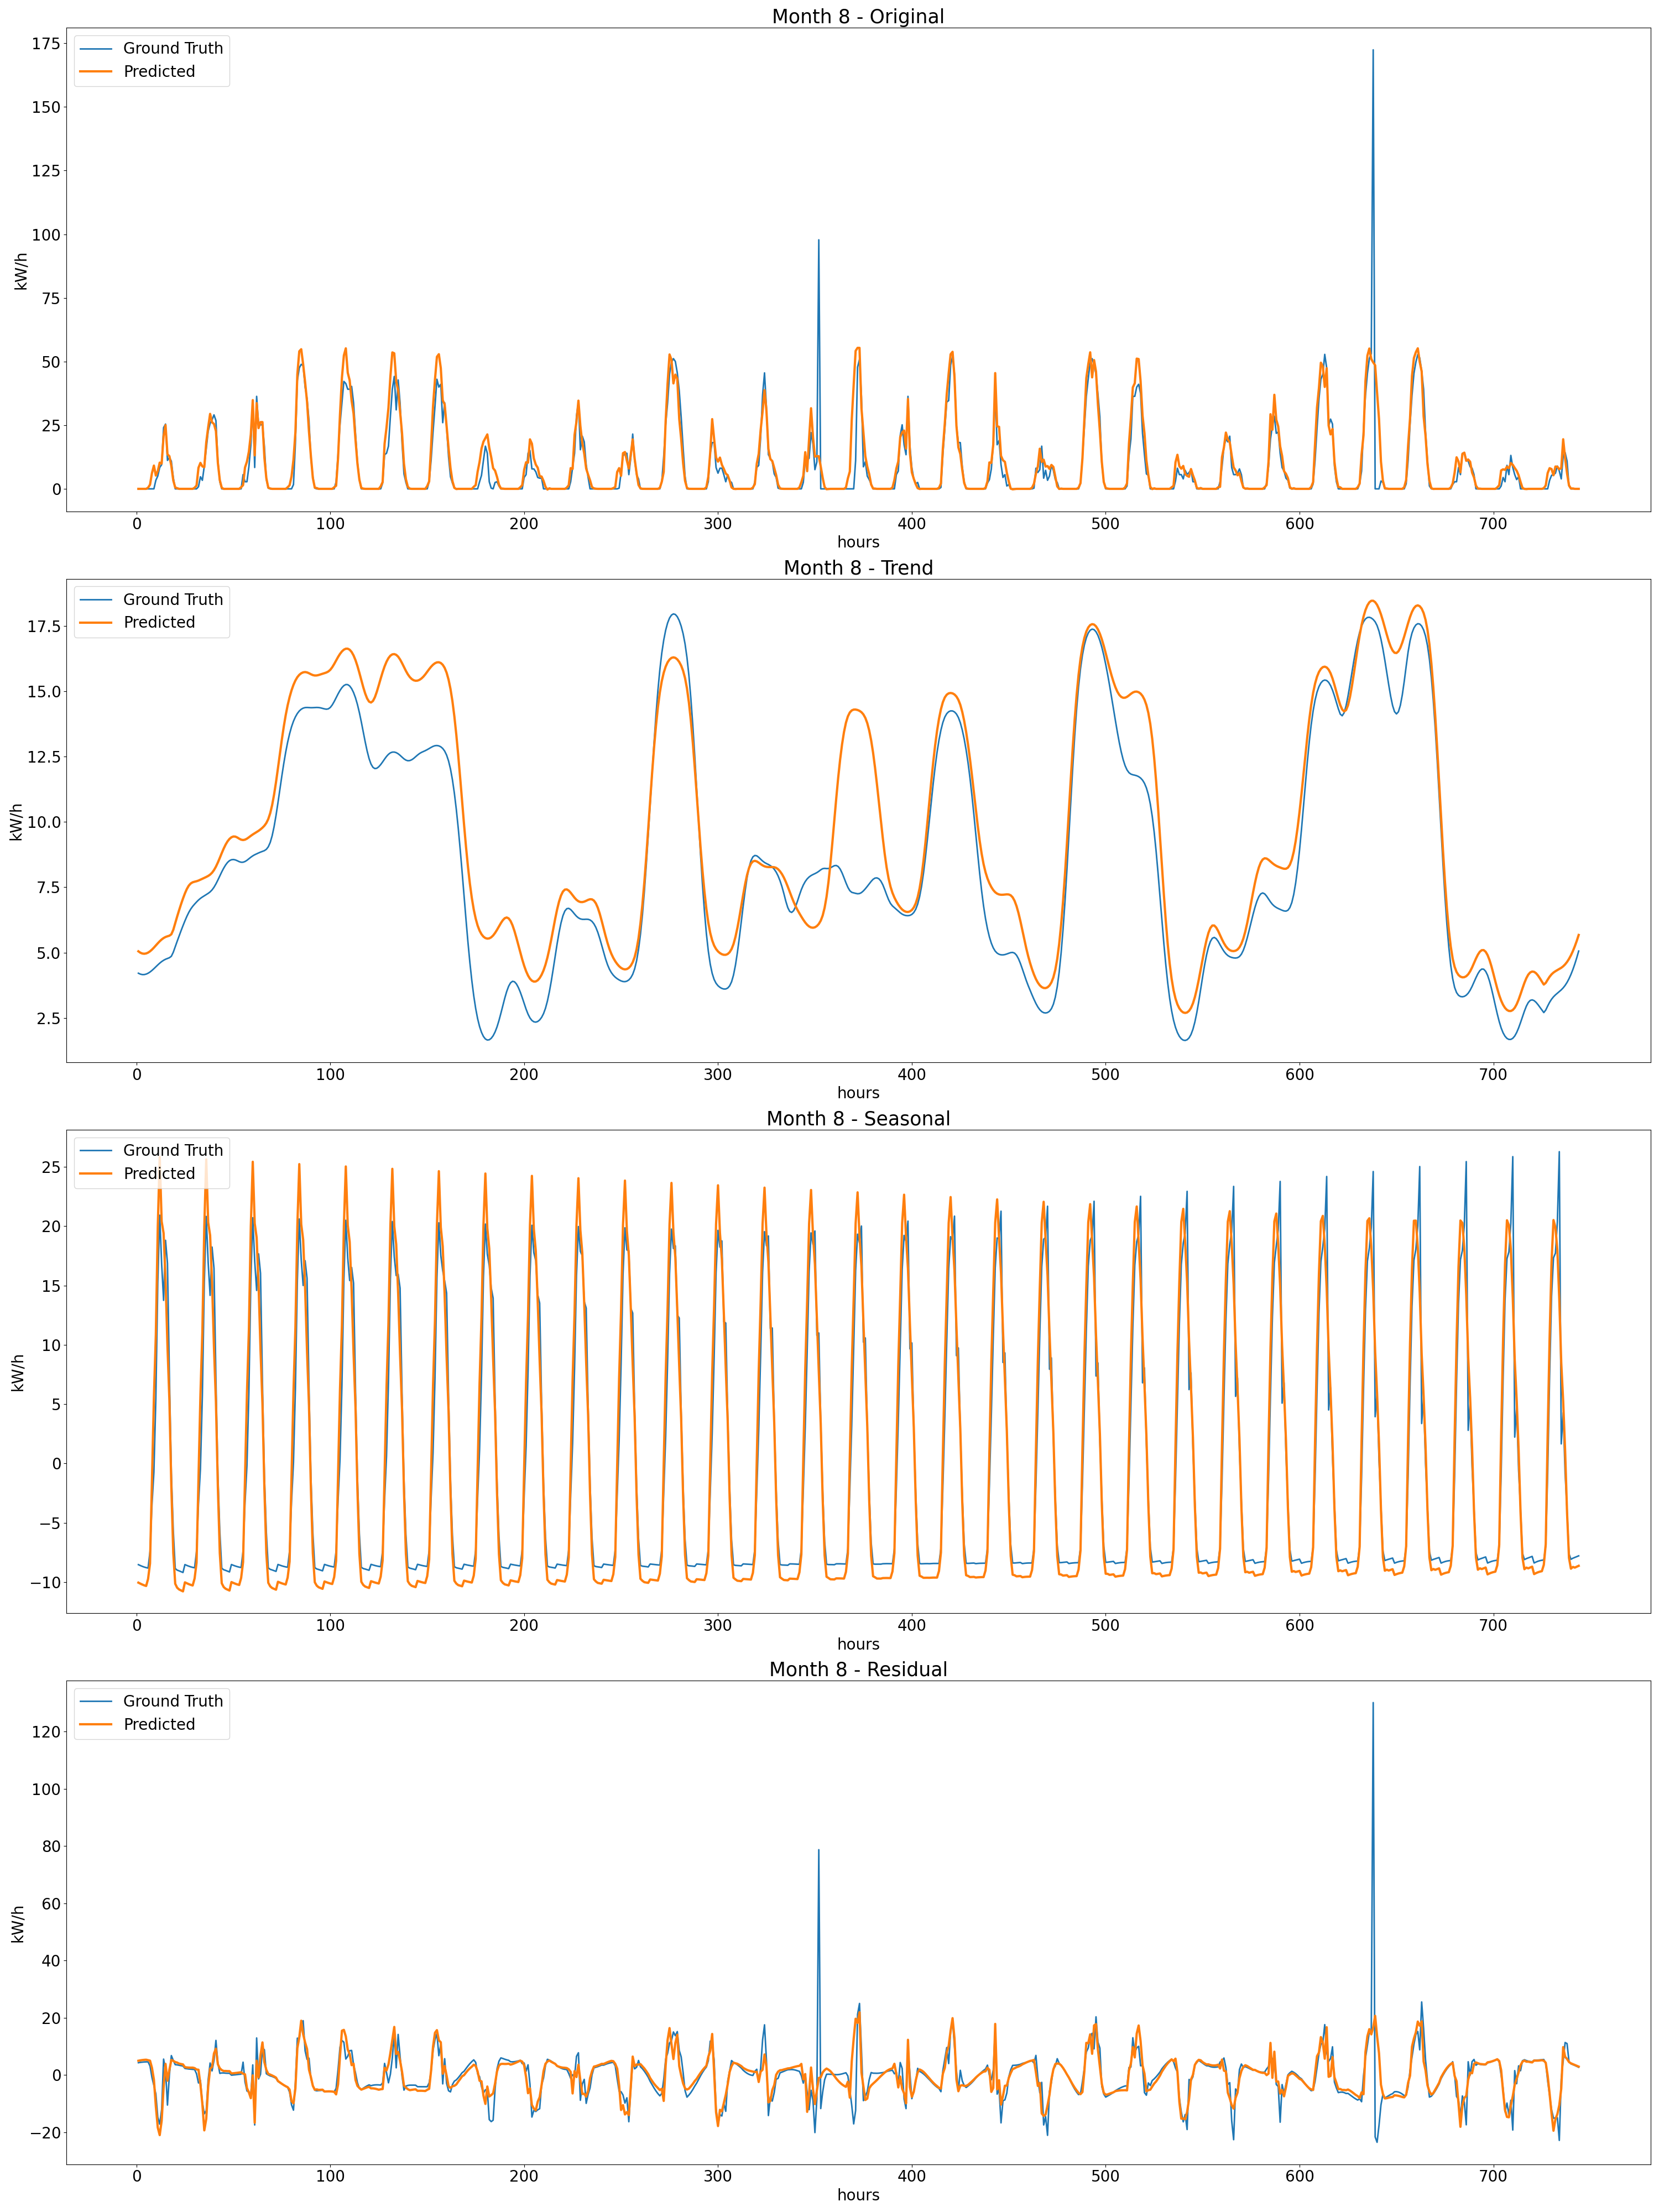 Month 8 - Original
Ground Truth
Predicted
175
150
125
100
75
50
25
0
kW/h
0 100 200 300 400 500 600 700
hours
Month 8 - Trend
Ground Truth
Predicted
17.5
15.0
12.5
10.0
7.5
5.0
2.5
kW/h
0 100 200 300 400 500 600 700
hours
Month 8 - Seasonal
Ground Truth
Predicted
25
20
15
10
5
0
−5
−10
kW/h
0 100 200 300 400 500 600 700
hours
Month 8 - Residual
Ground Truth
Predicted
120
100
80
60
40
20
0
−20
kW/h
0 100 200 300 400 500 600 700
hours